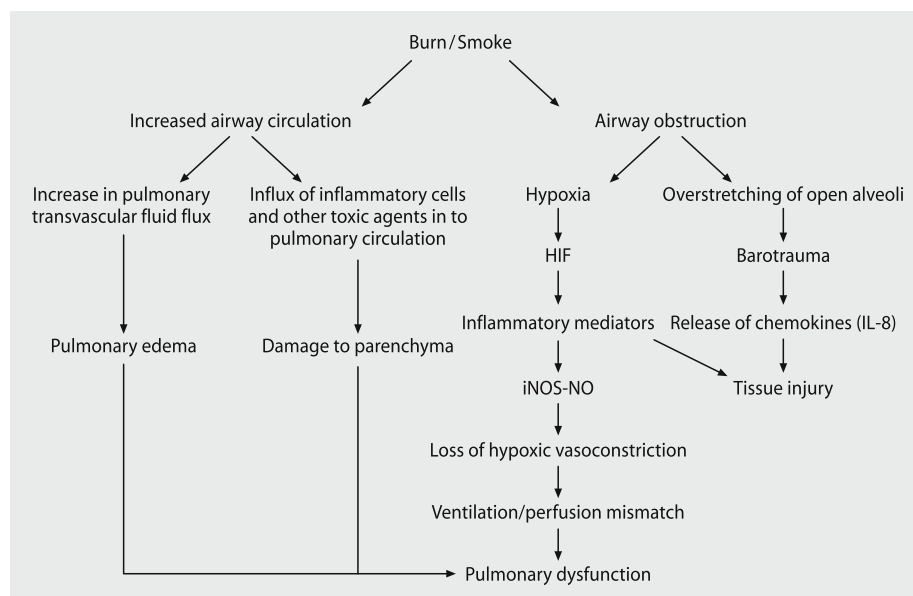 Burn/Smoke
Increased airway circulation
Airway obstruction
Increase in pulmonary
transvascular fluid flux
Influx of inflammatory cells
and other toxic agents in to
pulmonary circulation
Hypoxia
Overstretching of open alveoli
HIF
Barotrauma
Inflammatory mediators
Release of chemokines (IL-8)
Pulmonary edema
Damage to parenchyma
iNOS-NO
Tissue injury
Loss of hypoxic vasoconstriction
Ventilation/perfusion mismatch
Pulmonary dysfunction